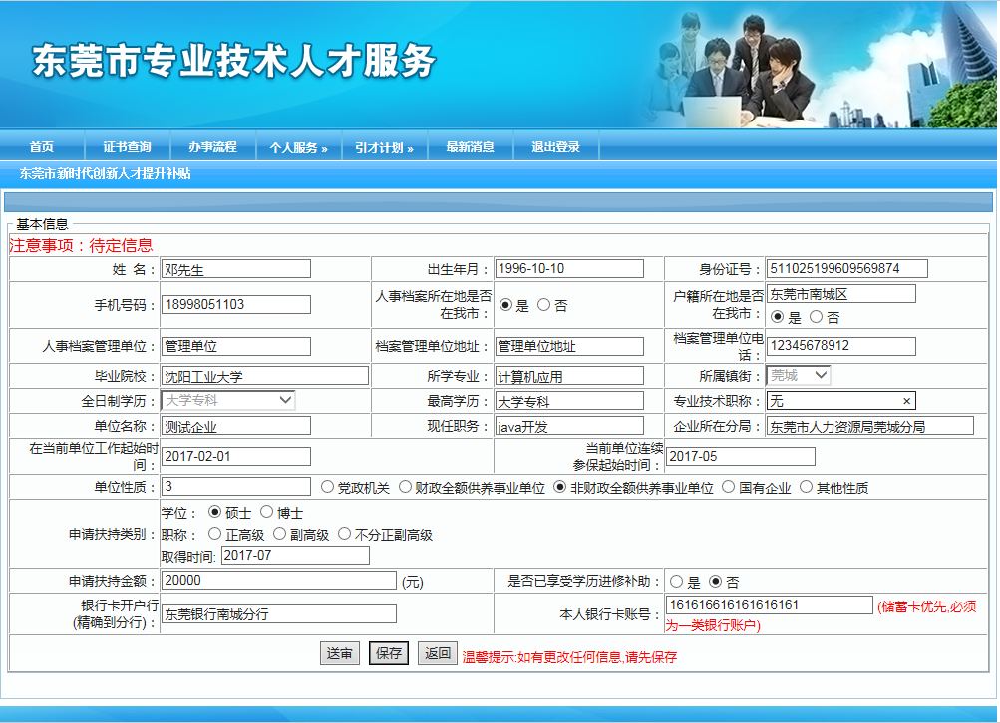 东莞市专业技术人才服务
首页 证书查询 办事流程 个人服务 » 引才计划 » 最新消息 退出登录
东莞市新时代创新人才提升补贴
基本信息
注意事项：待定信息
姓 名： 邓先生 出生年月： 1996-10-10 身份证号： 511025199609569874
手机号码： 18998051103 人事档案所在地是否在我市： 是 否 户籍所在地是否在我市： 东莞市南城区 是 否
人事档案管理单位： 管理单位 档案管理单位地址： 管理单位地址 档案管理单位电话： 12345678912
毕业院校： 沈阳工业大学 所学专业： 计算机应用 所属镇街： 莞城
全日制学历： 大学专科 最高学历： 大学专科 专业技术职称： 无 ×
单位名称： 测试企业 现任职务： java开发 企业所在分局： 东莞市人力资源局莞城分局
在当前单位工作起始时间： 2017-02-01 当前单位连续参保起始时间： 2017-05
单位性质： 3 党政机关 财政全额供养事业单位 非财政全额供养事业单位 国有企业 其他性质
申请扶持类别： 学位： 硕士 博士
职称： 正高级 副高级 不分正副高级
取得时间: 2017-07
申请扶持金额： 20000 (元) 是否已享受学历进修补助： 是 否
银行卡开户行(精确到分行)： 东莞银行南城分行 本人银行卡账号： 161616616161616161 (储蓄卡优先,必须为一类银行账户)
送审 保存 返回 温馨提示:如有更改任何信息,请先保存